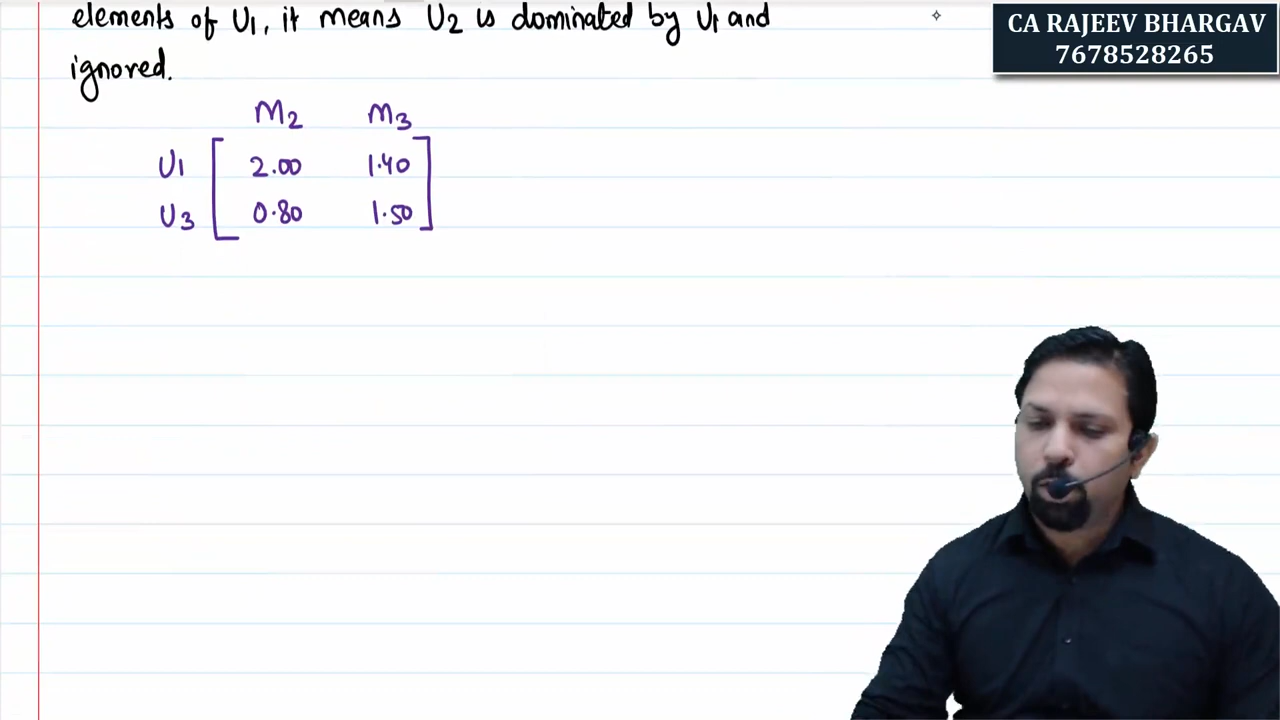 elements of U1, it means U2 is dominated by U1 and
ignored.
M2 M3
U1 2.00 1.40
U3 0.80 1.50
CA RAJEEV BHARGAV
7678528265